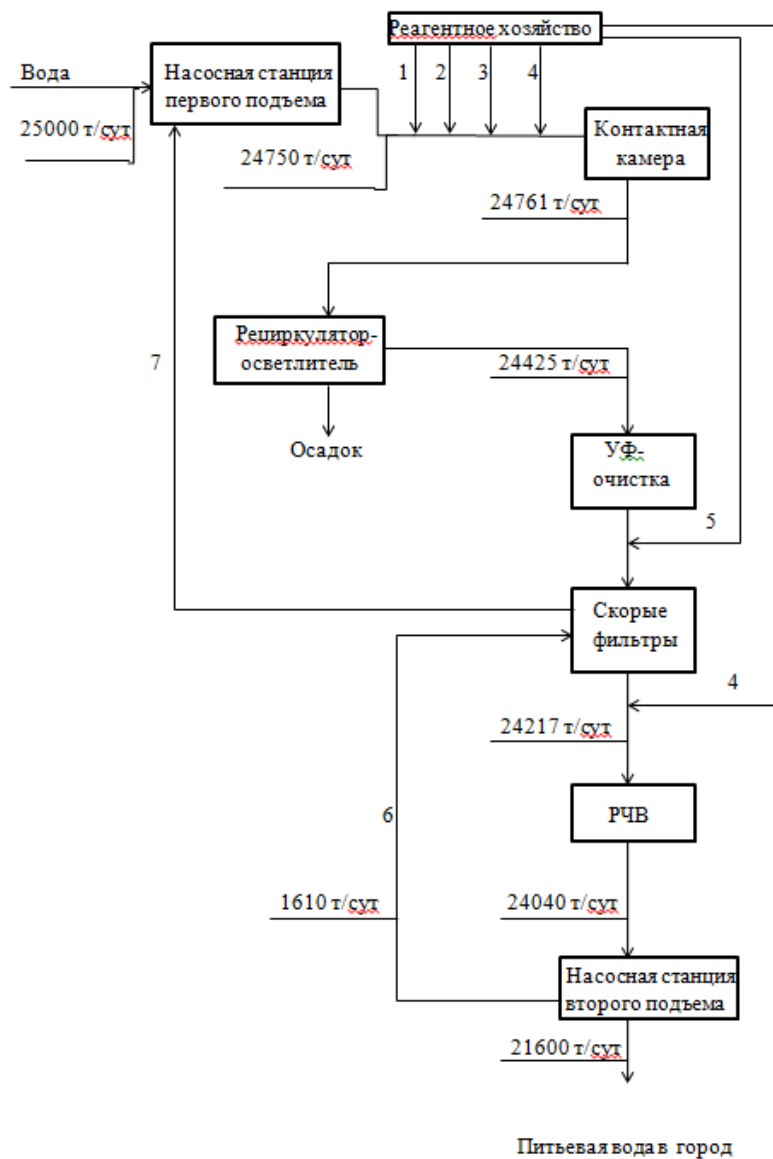 Реагентное хозяйство
1 2 3 4
Вода
Насосная станция
первого подъема
25000 т/сут
24750 т/сут
Контактная
камера
24761 т/сут
Рециркулятор-
осветлитель
7
24425 т/сут
Осадок
УФ-
очистка
5
Скорые
фильтры
4
24217 т/сут
6
РЧВ
1610 т/сут
24040 т/сут
Насосная станция
второго подъема
21600 т/сут
Питьевая вода в город